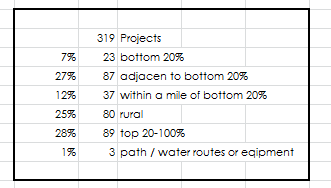 319 Projects
7% 23 bottom 20%
27% 87 adjacen to bottom 20%
12% 37 within a mile of bottom 20%
25% 80 rural
28% 89 top 20-100%
1% 3 path / water routes or eqipment